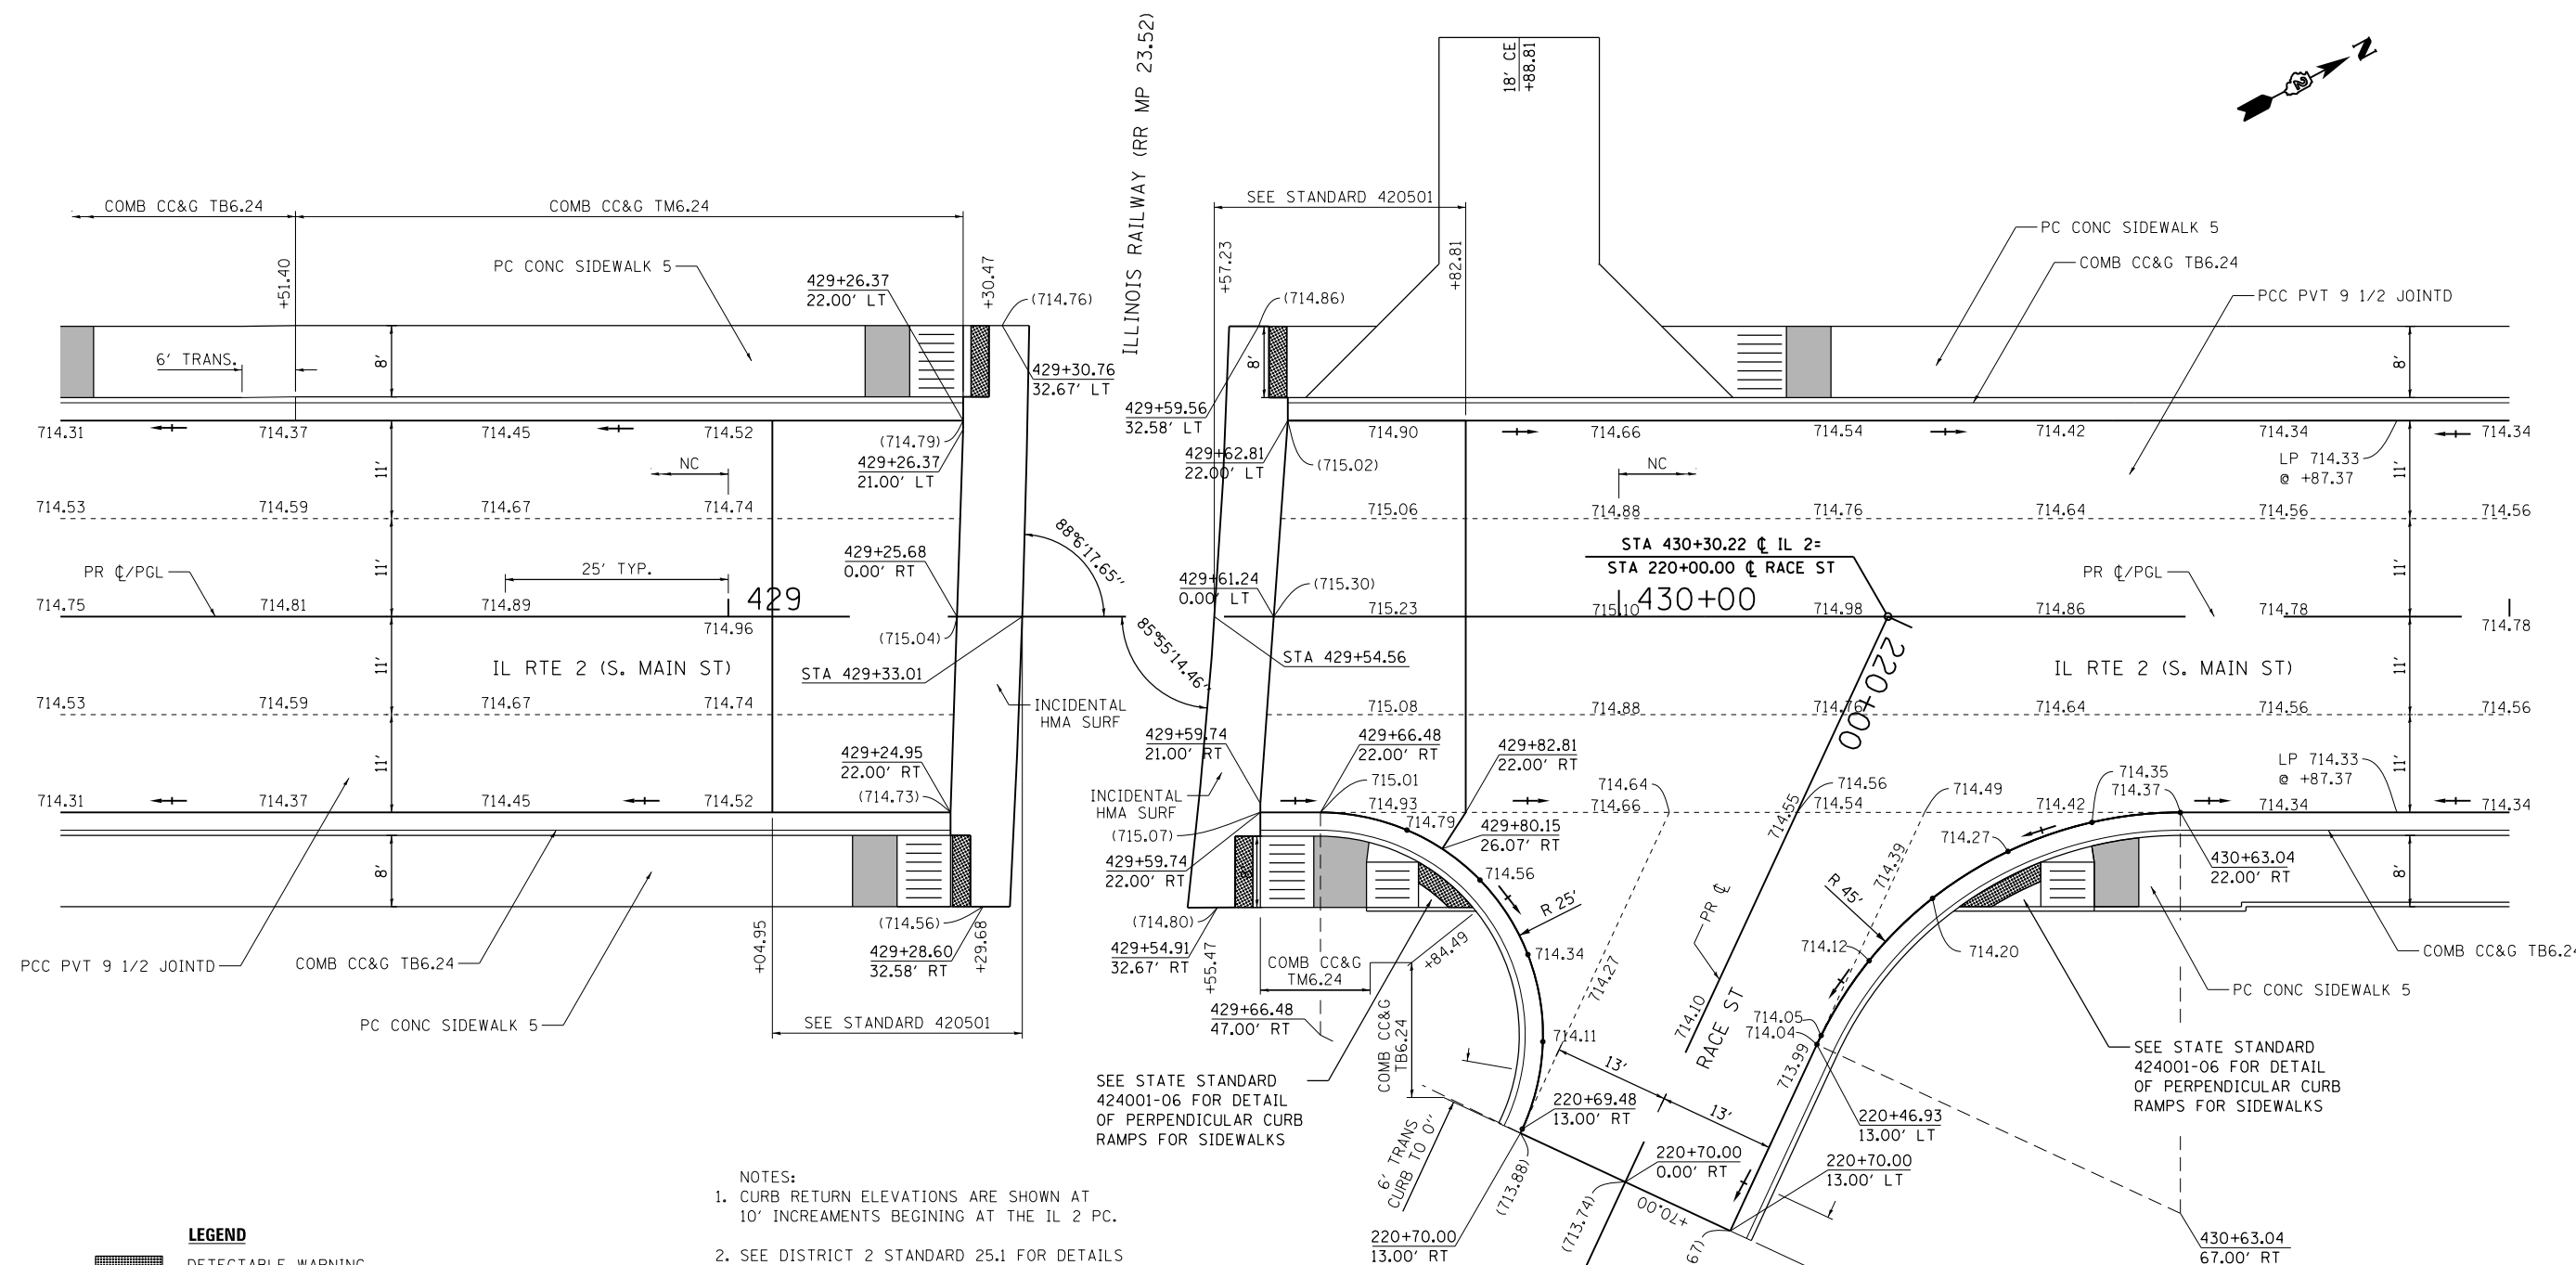 ILLINOIS RAILWAY (RR MP 23.52)
18' CE
+88.81
N
2
COMB CC&G TB6.24
COMB CC&G TM6.24
SEE STANDARD 420501
PC CONC SIDEWALK 5
COMB CC&G TB6.24
PCC PVT 9 1/2 JOINTD
+51.40
PC CONC SIDEWALK 5
429+26.37
22.00' LT
+30.47
(714.76)
+57.23
(714.86)
+82.81
6' TRANS.
8'
429+30.76
32.67' LT
8'
8'
429+59.56
32.58' LT
714.31
714.37
714.45
714.52
(714.79)
429+26.37
21.00' LT
429+62.81
22.00' LT
(715.02)
714.90
714.66
714.54
714.42
714.34
714.34
NC
NC
LP 714.33
@ +87.37
11'
11'
714.53
714.59
714.67
714.74
715.06
714.88
714.76
714.64
714.56
714.56
88°6'17.65"
PR ℄/PGL
25' TYP.
11'
429+25.68
0.00' RT
429+61.24
0.00' LT
(715.30)
STA 430+30.22 ℄ IL 2=
STA 220+00.00 ℄ RACE ST
PR ℄/PGL
11'
714.75
714.81
714.89
429
714.96
(715.04)
715.23
715.10
430+00
714.98
714.86
714.78
714.78
85°55'14.46"
IL RTE 2 (S. MAIN ST)
11'
STA 429+33.01
STA 429+54.56
220+00
IL RTE 2 (S. MAIN ST)
11'
714.53
714.59
714.67
714.74
INCIDENTAL
HMA SURF
715.08
714.88
714.76
714.64
714.56
714.56
11'
429+24.95
22.00' RT
429+59.74
21.00' RT
429+66.48
22.00' RT
429+82.81
22.00' RT
11'
LP 714.33
@ +87.37
714.31
714.37
714.45
714.52
(714.73)
INCIDENTAL
HMA SURF
715.01
714.93
714.64
714.66
714.55
714.56
714.54
714.49
714.42
714.35
714.37
714.34
714.34
(715.07)
714.79
429+80.15
26.07' RT
714.27
430+63.04
22.00' RT
8'
429+59.74
22.00' RT
714.56
714.39
R 45'
8'
R 25'
PR ℄
(714.56)
429+28.60
32.58' RT
+04.95
+29.68
(714.80)
429+54.91
32.67' RT
+55.47
COMB CC&G
TM6.24
+84.49
714.34
714.27
714.12
714.20
PCC PVT 9 1/2 JOINTD
COMB CC&G TB6.24
COMB CC&G TB6.24
PC CONC SIDEWALK 5
PC CONC SIDEWALK 5
SEE STANDARD 420501
429+66.48
47.00' RT
COMB CC&G
TB6.24
714.11
714.10
RACE ST
714.05
714.04
713.99
SEE STATE STANDARD
424001-06 FOR DETAIL
OF PERPENDICULAR CURB
RAMPS FOR SIDEWALKS
SEE STATE STANDARD
424001-06 FOR DETAIL
OF PERPENDICULAR CURB
RAMPS FOR SIDEWALKS
13'
13'
220+69.48
13.00' RT
220+46.93
13.00' LT
6' TRANS
CURB TO 0"
220+70.00
0.00' RT
220+70.00
13.00' LT
(713.88)
(713.74)
+70.00
67)
220+70.00
13.00' RT
430+63.04
67.00' RT
NOTES:
1. CURB RETURN ELEVATIONS ARE SHOWN AT
10' INCREAMENTS BEGINING AT THE IL 2 PC.
2. SEE DISTRICT 2 STANDARD 25.1 FOR DETAILS
LEGEND
DETECTABLE WARNING